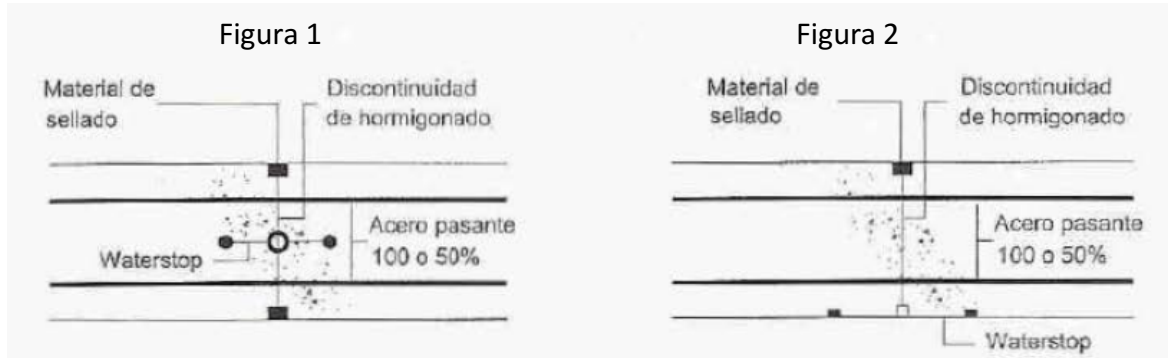 Figura 1
Material de
sellado
Discontinuidad
de hormigonado
Acero pasante
100 o 50%
Waterstop
Figura 2
Material de
sellado
Discontinuidad
de hormigonado
Acero pasante
100 o 50%
Waterstop